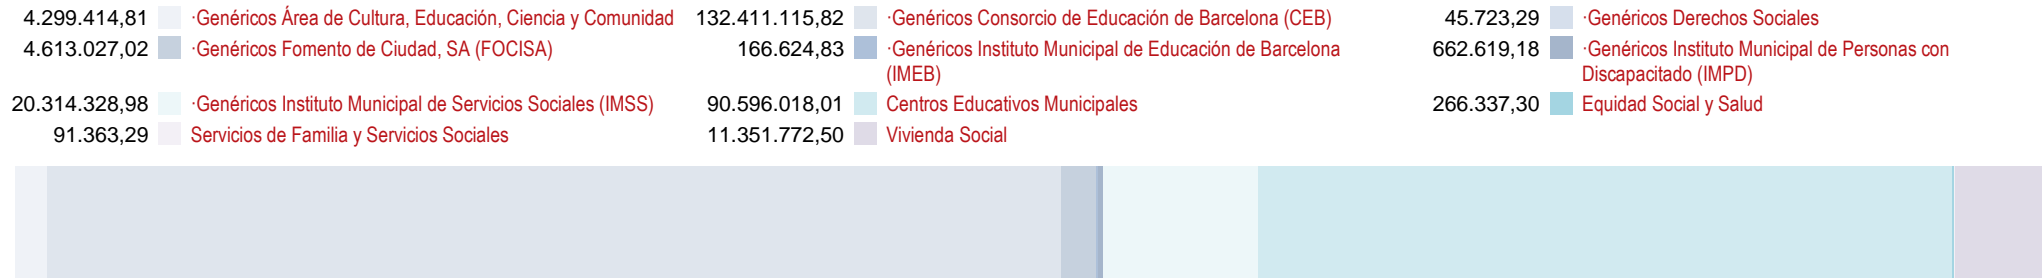 4.299.414,81 ·Genéricos Área de Cultura, Educación, Ciencia y Comunidad 132.411.115,82 ·Genéricos Consorcio de Educación de Barcelona (CEB) 45.723,29 ·Genéricos Derechos Sociales
4.613.027,02 ·Genéricos Fomento de Ciudad, SA (FOCISA) 166.624,83 ·Genéricos Instituto Municipal de Educación de Barcelona 662.619,18 ·Genéricos Instituto Municipal de Personas con
(IMEB) Discapacitado (IMPD)
20.314.328,98 ·Genéricos Instituto Municipal de Servicios Sociales (IMSS) 90.596.018,01 Centros Educativos Municipales 266.337,30 Equidad Social y Salud
91.363,29 Servicios de Familia y Servicios Sociales 11.351.772,50 Vivienda Social